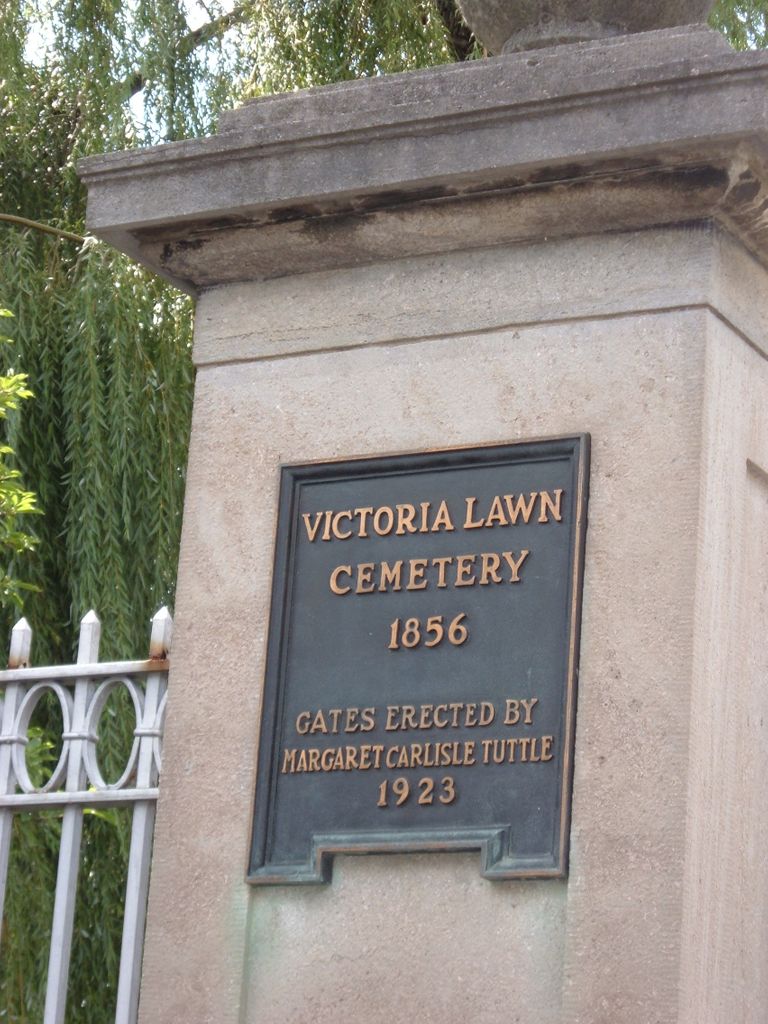 VICTORIA LAWN
CEMETERY
1856
GATES ERECTED BY
MARGARET CARLISLE TUTTLE
1923